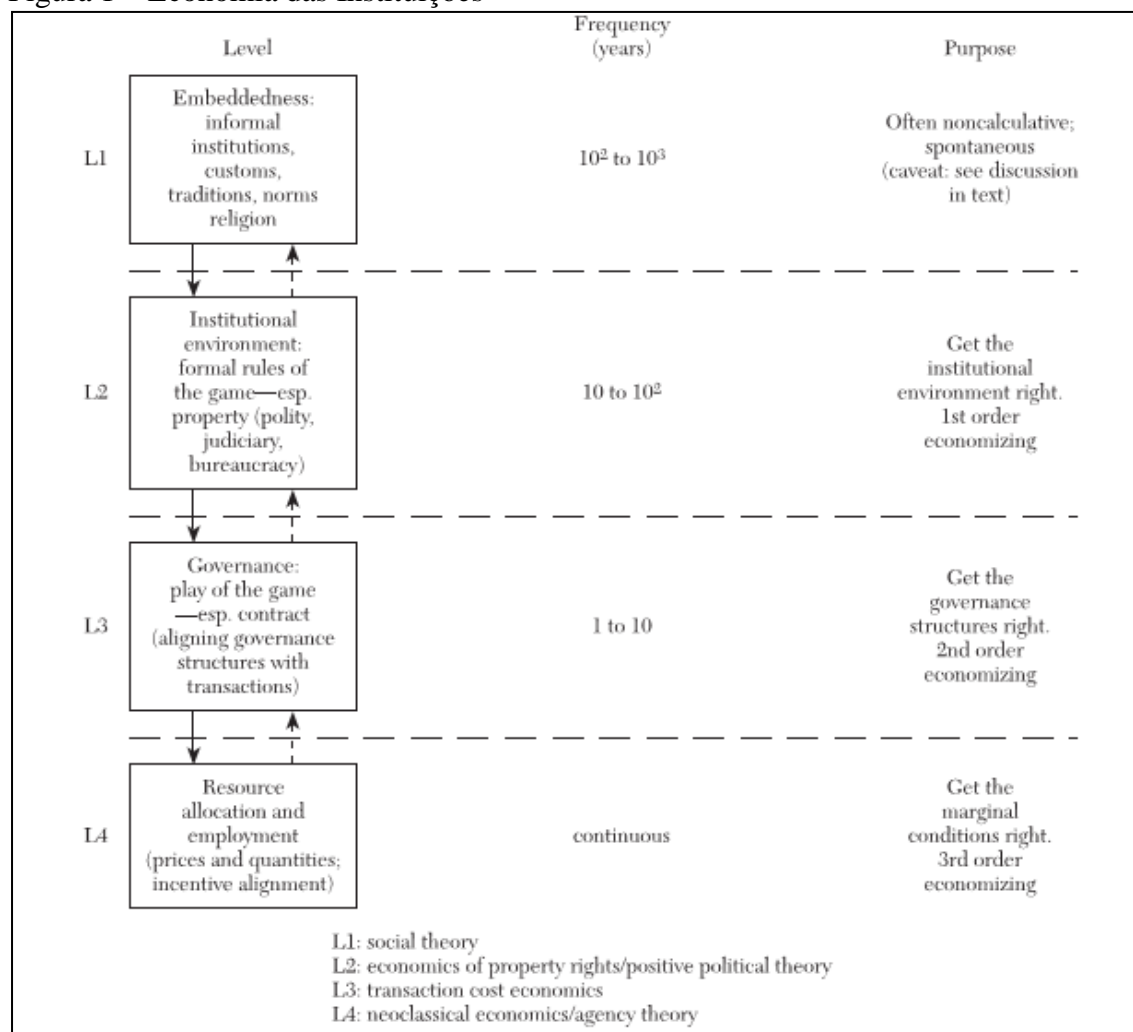 Figura 1 – Economia das Instituições
Level
Frequency
(years)
Purpose
L1
Embeddedness:
informal
institutions,
customs,
traditions, norms
religion
10² to 10³
Often noncalculative;
spontaneous
(caveat: see discussion
in text)
L2
Institutional
environment:
formal rules of
the game—esp.
property (polity,
judiciary,
bureaucracy)
10 to 10²
Get the
institutional
environment right.
1st order
economizing
L3
Governance:
play of the game
—esp. contract
(aligning governance
structures with
transactions)
1 to 10
Get the
governance
structures right.
2nd order
economizing
L4
Resource
allocation and
employment
(prices and quantities;
incentive alignment)
continuous
Get the
marginal
conditions right.
3rd order
economizing
L1: social theory
L2: economics of property rights/positive political theory
L3: transaction cost economics
L4: neoclassical economics/agency theory